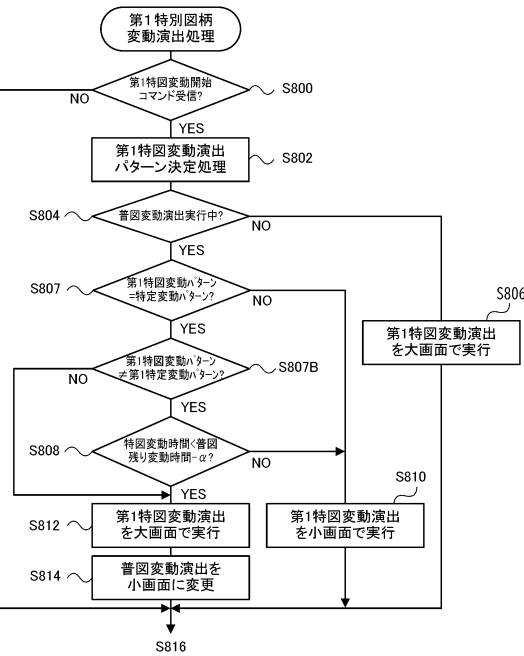 第1特別図柄
変動演出処理
第1特図変動開始
コマンド受信?
S800
NO
YES
第1特図変動演出
パターン決定処理
S802
S804
普図変動演出実行中?
NO
YES
S807
第1特図変動パターン
=特定変動パターン?
NO
YES
S806
第1特図変動演出
を大画面で実行
第1特図変動パターン
≠第1特定変動パターン?
S807B
NO
YES
S808
特図変動時間<普図
残り変動時間-α?
NO
YES
S810
S812
第1特図変動演出
を大画面で実行
第1特図変動演出
を小画面で実行
S814
普図変動演出を
小画面に変更
S816